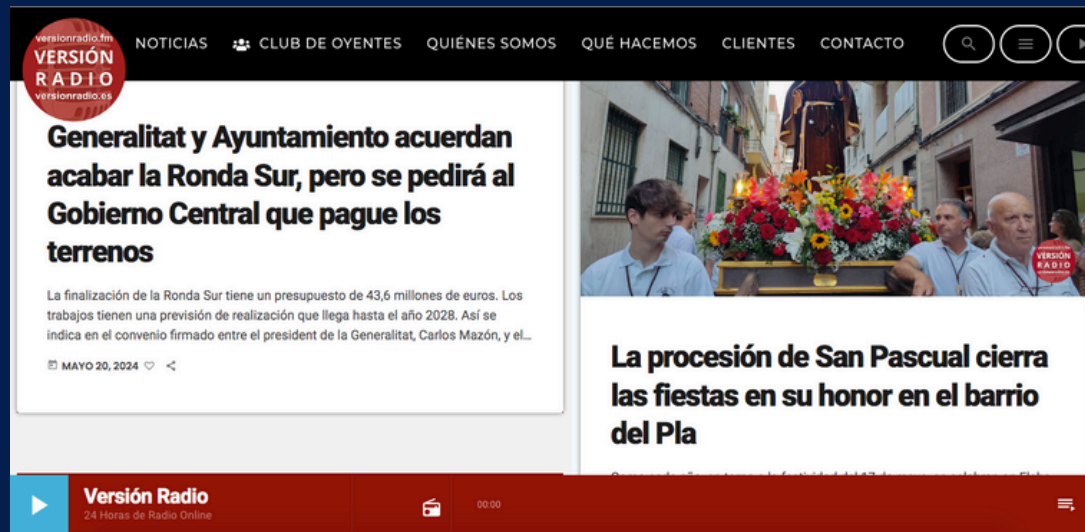 versionradio.fm
VERSIÓN
RADIO
versionradio.es
NOTICIAS
CLUB DE OYENTES
QUIÉNES SOMOS
QUÉ HACEMOS
CLIENTES
CONTACTO
Generalitat y Ayuntamiento acuerdan
acabar la Ronda Sur, pero se pedirá al
Gobierno Central que pague los
terrenos
La finalización de la Ronda Sur tiene un presupuesto de 43,6 millones de euros. Los
trabajos tienen una previsión de realización que llega hasta el año 2028. Así se
indica en el convenio firmado entre el president de la Generalitat, Carlos Mazón, y el...
MAYO 20, 2024
VERSIÓN
RADIO
La procesión de San Pascual cierra
las fiestas en su honor en el barrio
del Pla
Versión Radio
24 Horas de Radio Online
00:00